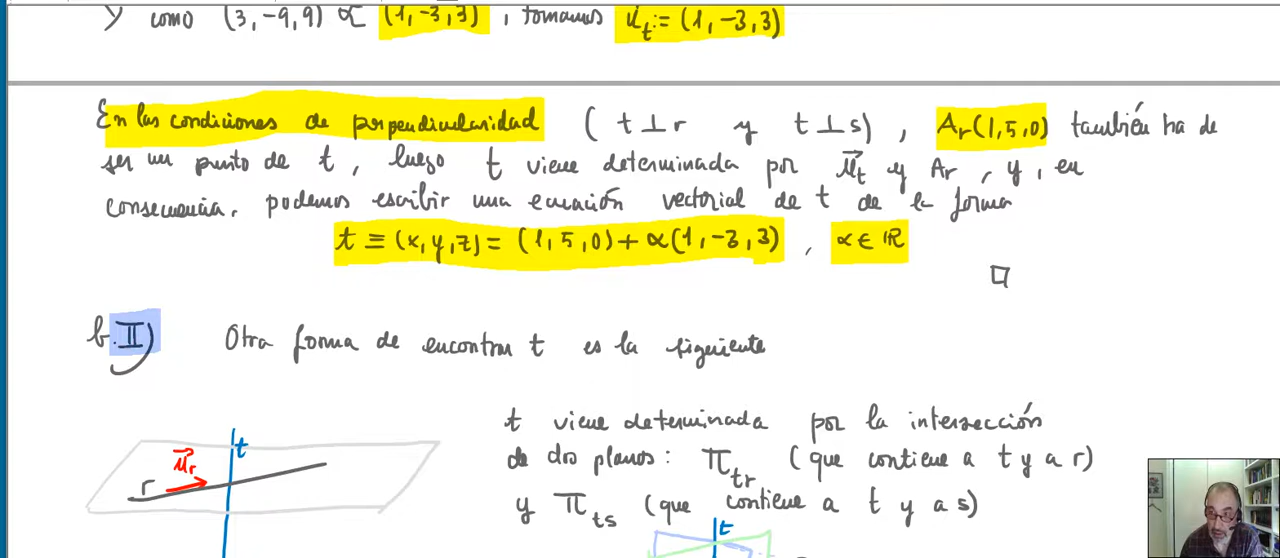 y como (3,-9,9) ∝ (1,-3,3), tomamos u⃗t := (1,-3,3)
En las condiciones de perpendicularidad (t⊥r y t⊥s), Ar(1,5,0) también ha de
ser un punto de t, luego t viene determinada por u⃗t y Ar, y, en
consecuencia, podemos escribir una ecuación vectorial de t de la forma
t ≡ (x,y,z) = (1,5,0) + α(1,-3,3), α ∈ ℝ
□
b.II) Otra forma de encontrar t es la siguiente
t viene determinada por la intersección
de dos planos: Πtr (que contiene a t y a r)
y Πts (que contiene a t y a s)
t
u⃗r
r
t